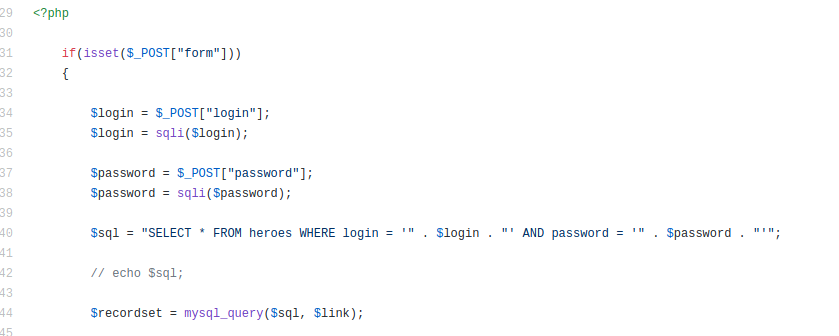 29 <?php
30
31 if(isset($_POST["form"]))
32 {
33
34 $login = $_POST["login"];
35 $login = sqli($login);
36
37 $password = $_POST["password"];
38 $password = sqli($password);
39
40 $sql = "SELECT * FROM heroes WHERE login = '" . $login . "' AND password = '" . $password . "'";
41
42 // echo $sql;
43
44 $recordset = mysql_query($sql, $link);
45